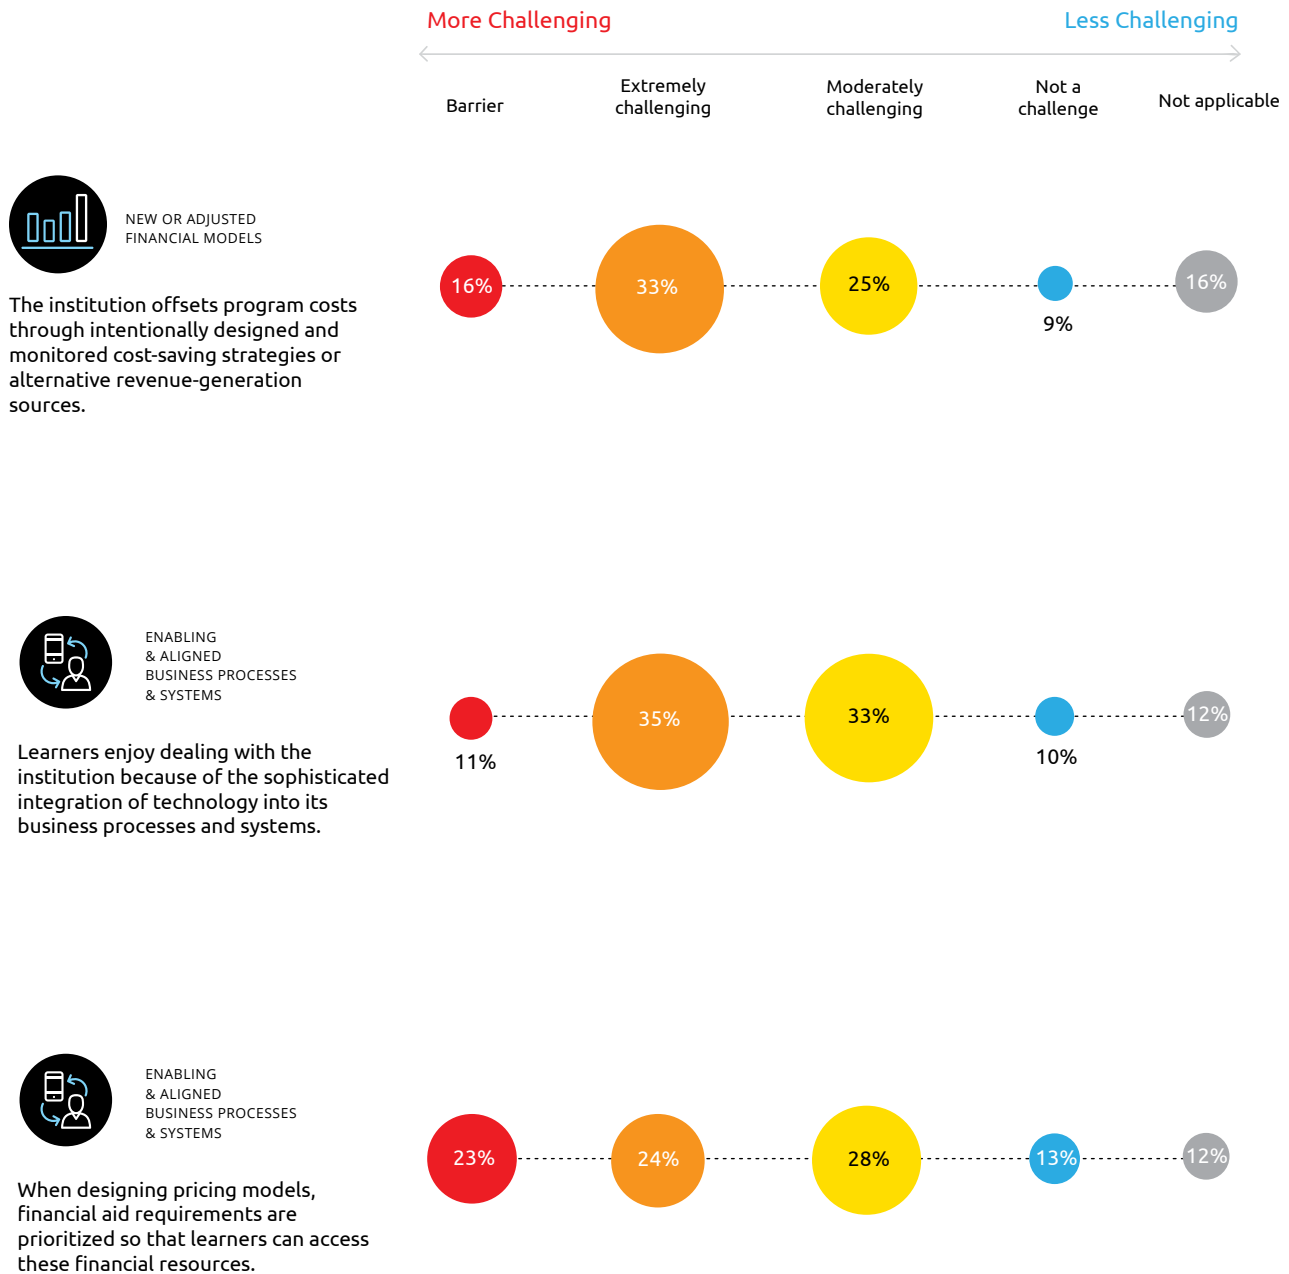 More Challenging
Less Challenging
Barrier
Extremely
challenging
Moderately
challenging
Not a
challenge
Not applicable
NEW OR ADJUSTED
FINANCIAL MODELS
The institution offsets program costs
through intentionally designed and
monitored cost-saving strategies or
alternative revenue-generation
sources.
16%
33%
25%
9%
16%
ENABLING
& ALIGNED
BUSINESS PROCESSES
& SYSTEMS
Learners enjoy dealing with the
institution because of the sophisticated
integration of technology into its
business processes and systems.
11%
35%
33%
10%
12%
ENABLING
& ALIGNED
BUSINESS PROCESSES
& SYSTEMS
When designing pricing models,
financial aid requirements are
prioritized so that learners can access
these financial resources.
23%
24%
28%
13%
12%